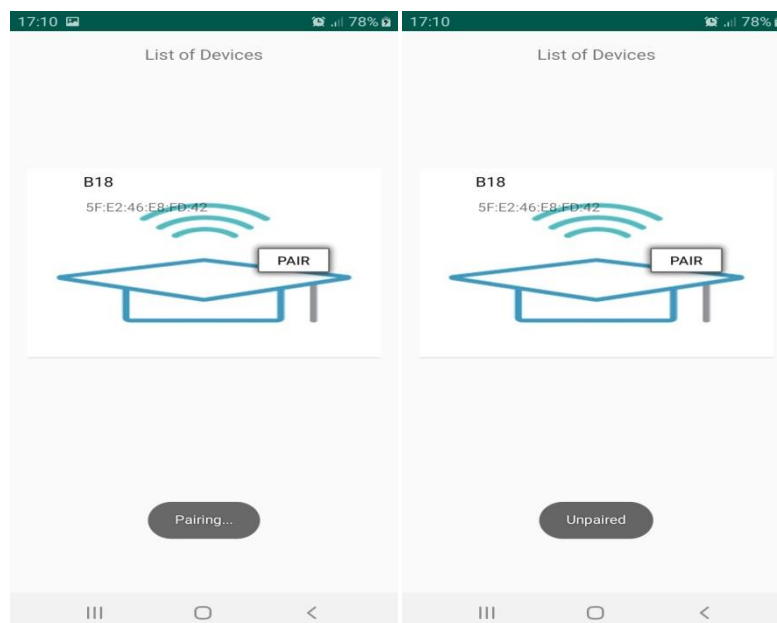 17:10 78%
List of Devices
B18
5F:E2:46:E8:FD:42
PAIR
Pairing...
17:10 78%
List of Devices
B18
5F:E2:46:E8:FD:42
PAIR
Unpaired